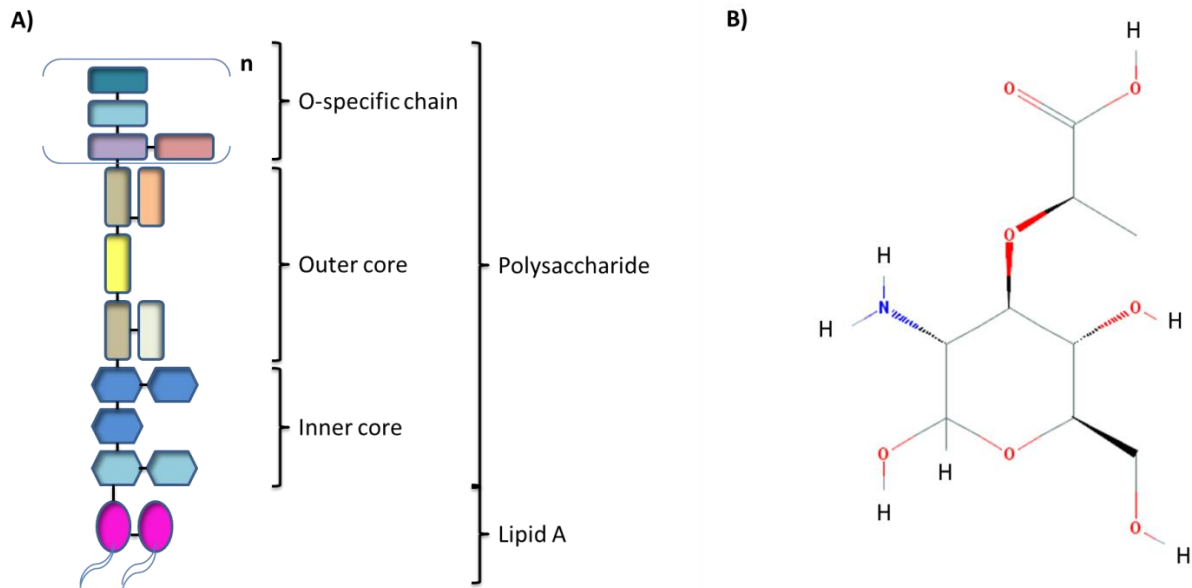 A)
n
O-specific chain
Outer core
Polysaccharide
Inner core
Lipid A
B)
H
O
O
O
H
N
H
O
H
O
H
O
H
O
H